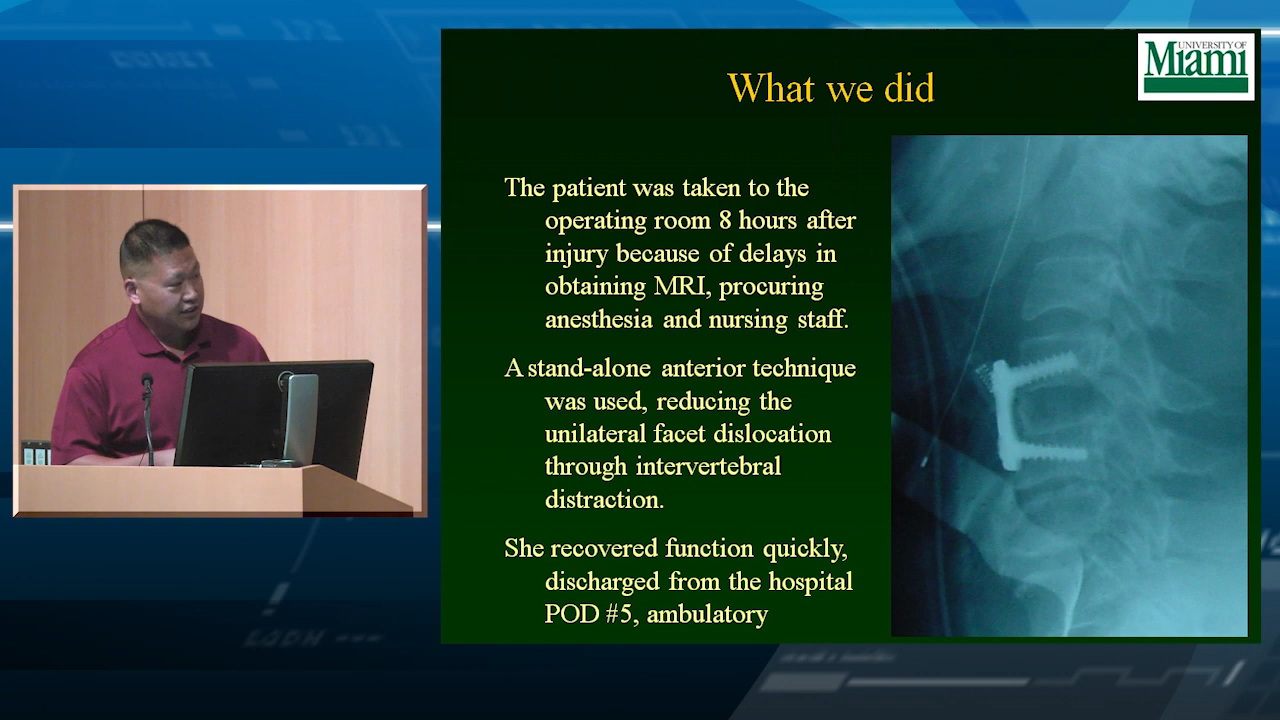 UNIVERSITY OF
Miami
What we did
The patient was taken to the
operating room 8 hours after
injury because of delays in
obtaining MRI, procuring
anesthesia and nursing staff.
A stand-alone anterior technique
was used, reducing the
unilateral facet dislocation
through intervertebral
distraction.
She recovered function quickly,
discharged from the hospital
POD #5, ambulatory